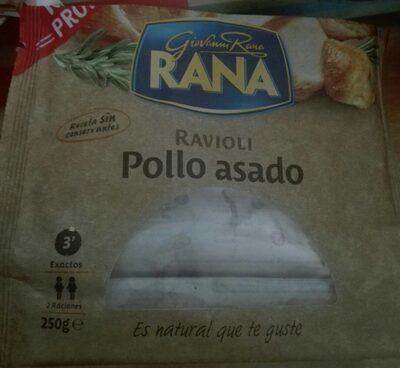 PRO
Giovanni Rana
RANA
Receta sin
conservantes
RAVIOLI
Pollo asado
3'
Exactos
2 Raciones
250g e
Es natural que te guste